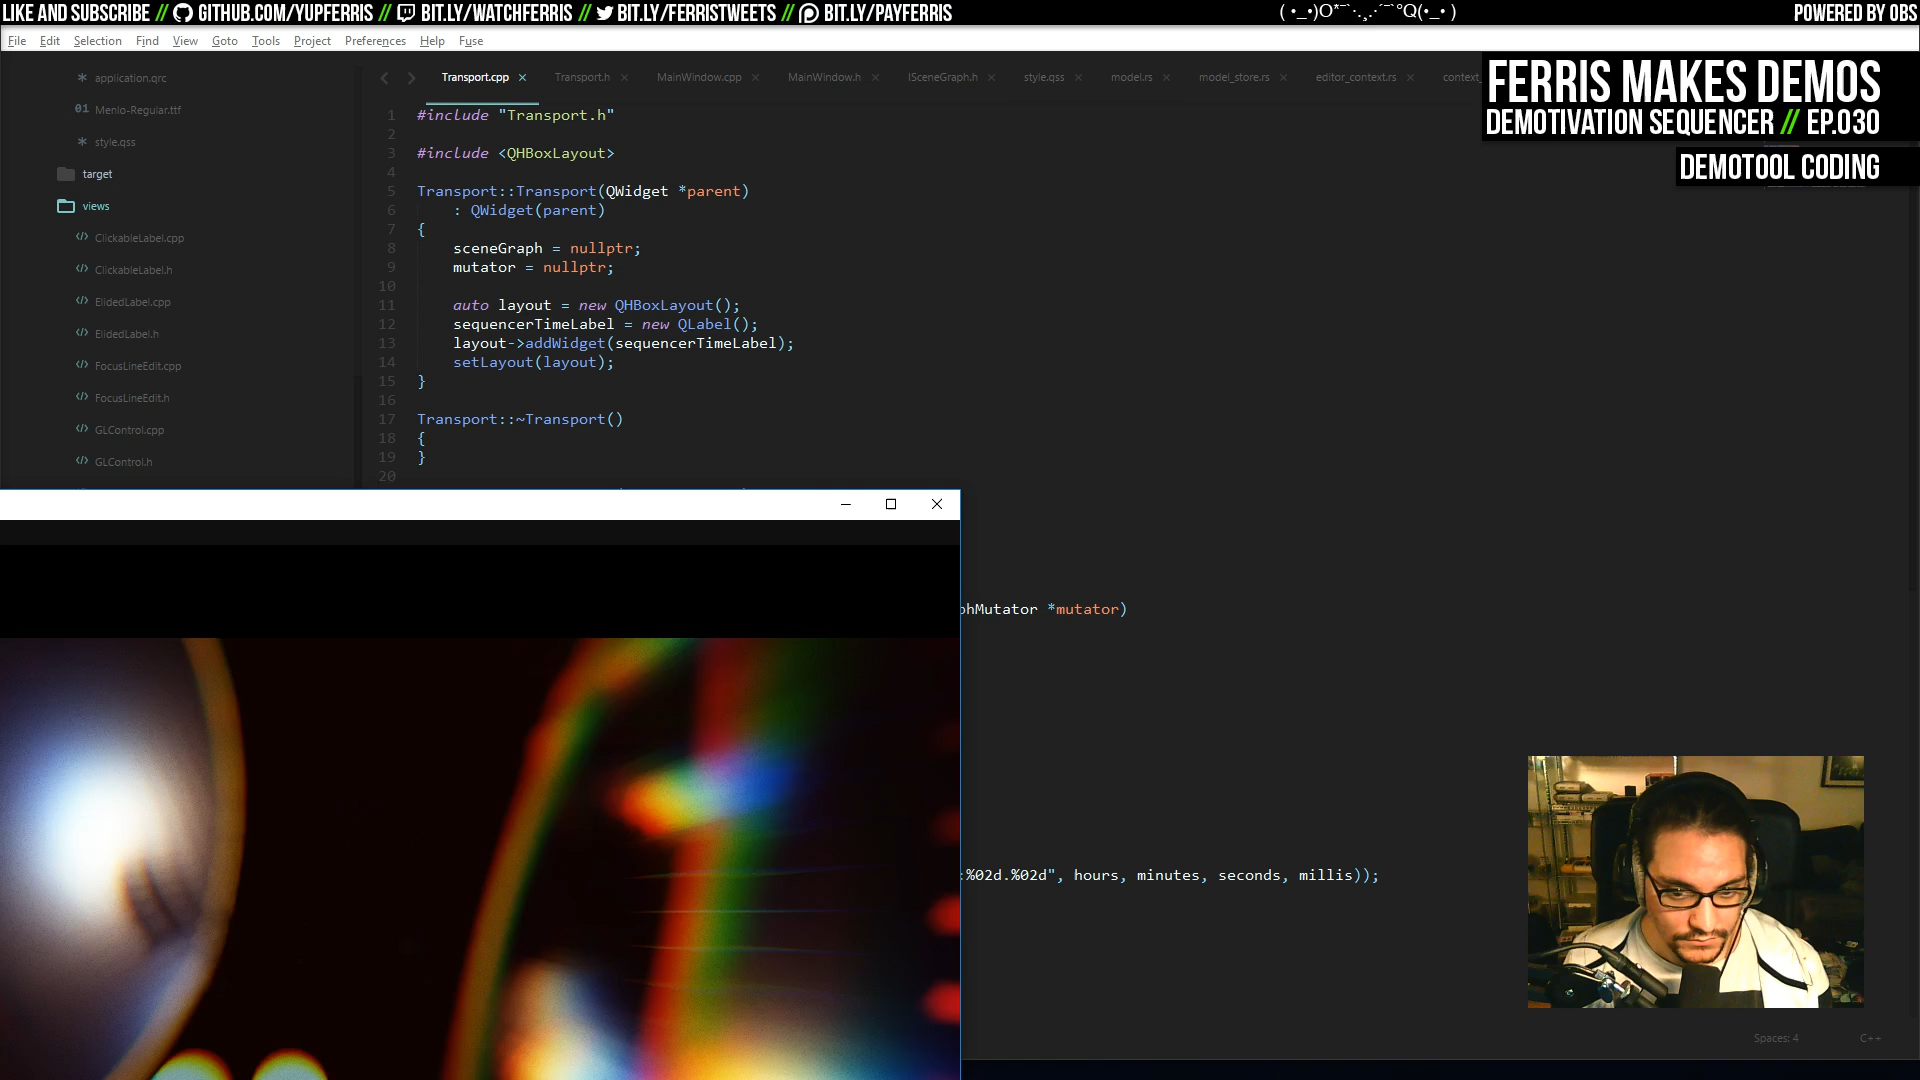 LIKE AND SUBSCRIBE // GITHUB.COM/YUPFERRIS // BIT.LY/WATCHFERRIS // BIT.LY/FERRISTWEETS // BIT.LY/PAYFERRIS
POWERED BY OBS
File Edit Selection Find View Goto Tools Project Preferences Help Fuse
FERRIS MAKES DEMOS
DEMOTIVATION SEQUENCER // EP.030
DEMOTOOL CODING
application.qrc
01 Menlo-Regular.ttf
style.qss
target
views
ClickableLabel.cpp
ClickableLabel.h
ElidedLabel.cpp
ElidedLabel.h
FocusLineEdit.cpp
FocusLineEdit.h
GLControl.cpp
GLControl.h
Transport.cpp Transport.h MainWindow.cpp MainWindow.h ISceneGraph.h style.qss model.rs model_store.rs editor_context.rs context_
1 #include "Transport.h"
2
3 #include <QHBoxLayout>
4
5 Transport::Transport(QWidget *parent)
6 : QWidget(parent)
7 {
8 sceneGraph = nullptr;
9 mutator = nullptr;
10
11 auto layout = new QHBoxLayout();
12 sequencerTimeLabel = new QLabel();
13 layout->addWidget(sequencerTimeLabel);
14 setLayout(layout);
15 }
16
17 Transport::~Transport()
18 {
19 }
20
hMutator *mutator)
:%02d.%02d", hours, minutes, seconds, millis));
Spaces: 4 C++